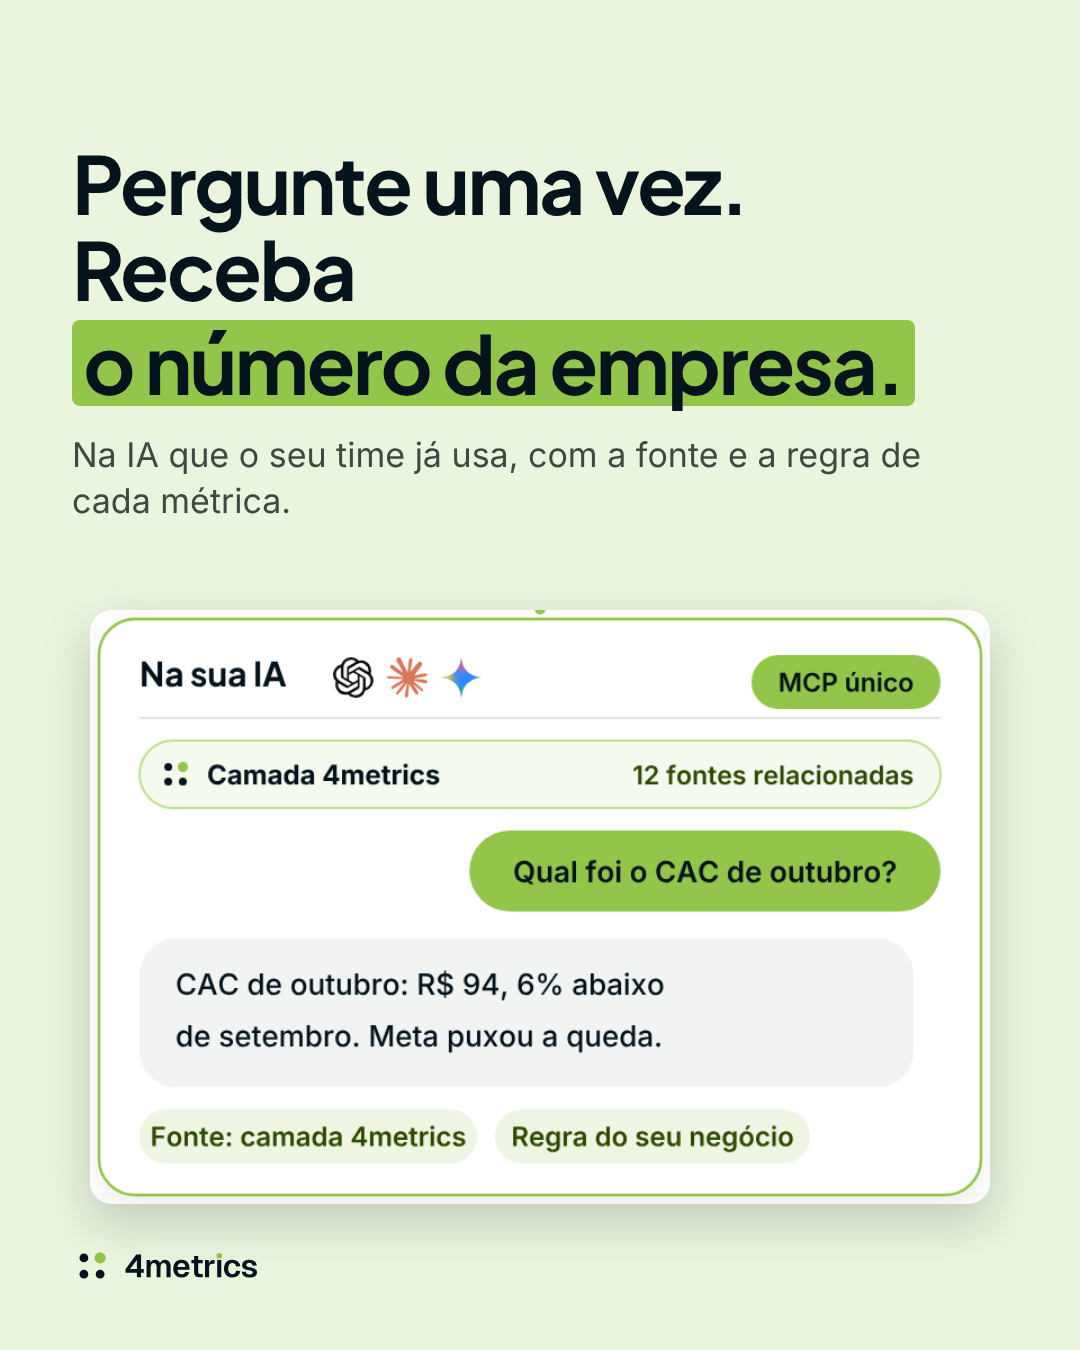 Pergunte uma vez.
Receba
o número da empresa.
Na IA que o seu time já usa, com a fonte e a regra de
cada métrica.
Na sua IA
MCP único
Camada 4metrics
12 fontes relacionadas
Qual foi o CAC de outubro?
CAC de outubro: R$ 94, 6% abaixo
de setembro. Meta puxou a queda.
Fonte: camada 4metrics
Regra do seu negócio
4metrics